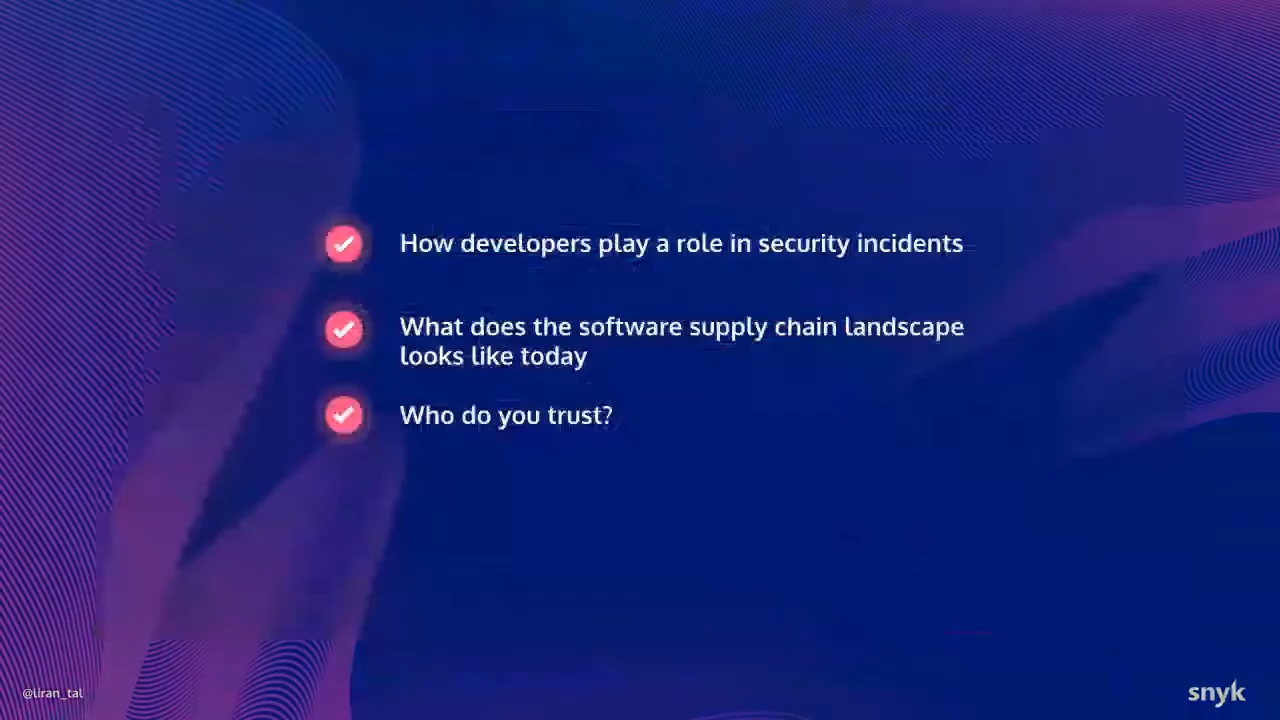 How developers play a role in security incidents
What does the software supply chain landscape
looks like today
Who do you trust?
@liran_tal
snyk